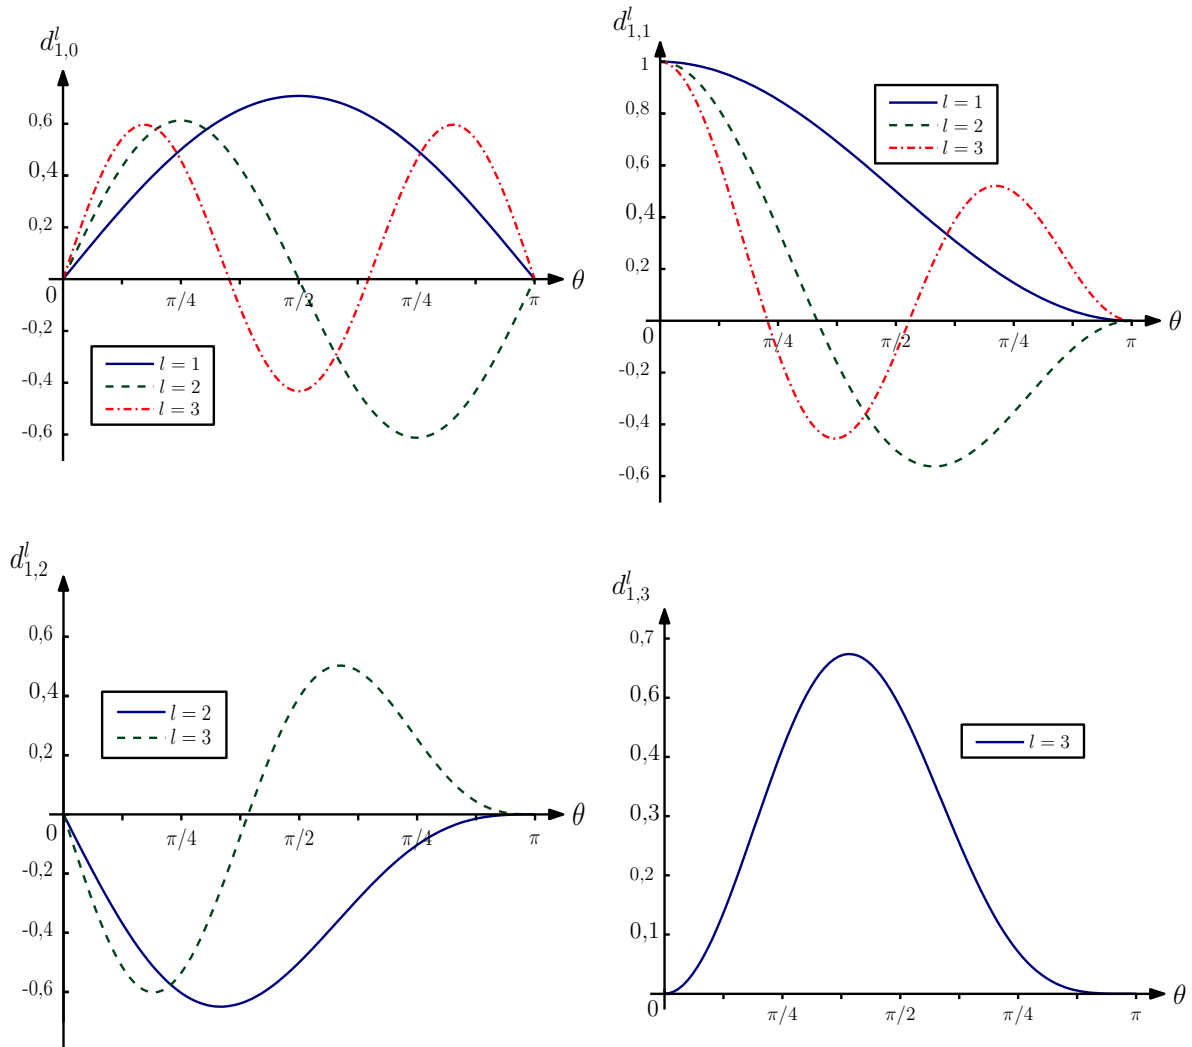 d^l_{1,0}
0,6
0,4
0,2
0
-0,2
-0,4
-0,6
π/4
π/2
π/4
π
θ
l = 1
l = 2
l = 3
d^l_{1,1}
1
0,8
0,6
0,4
0,2
0
-0,2
-0,4
-0,6
π/4
π/2
π/4
π
θ
l = 1
l = 2
l = 3
d^l_{1,2}
0,6
0,4
0,2
0
-0,2
-0,4
-0,6
π/4
π/2
π/4
π
θ
l = 2
l = 3
d^l_{1,3}
0,7
0,6
0,4
0,3
0,2
0,1
0
π/4
π/2
π/4
π
θ
l = 3